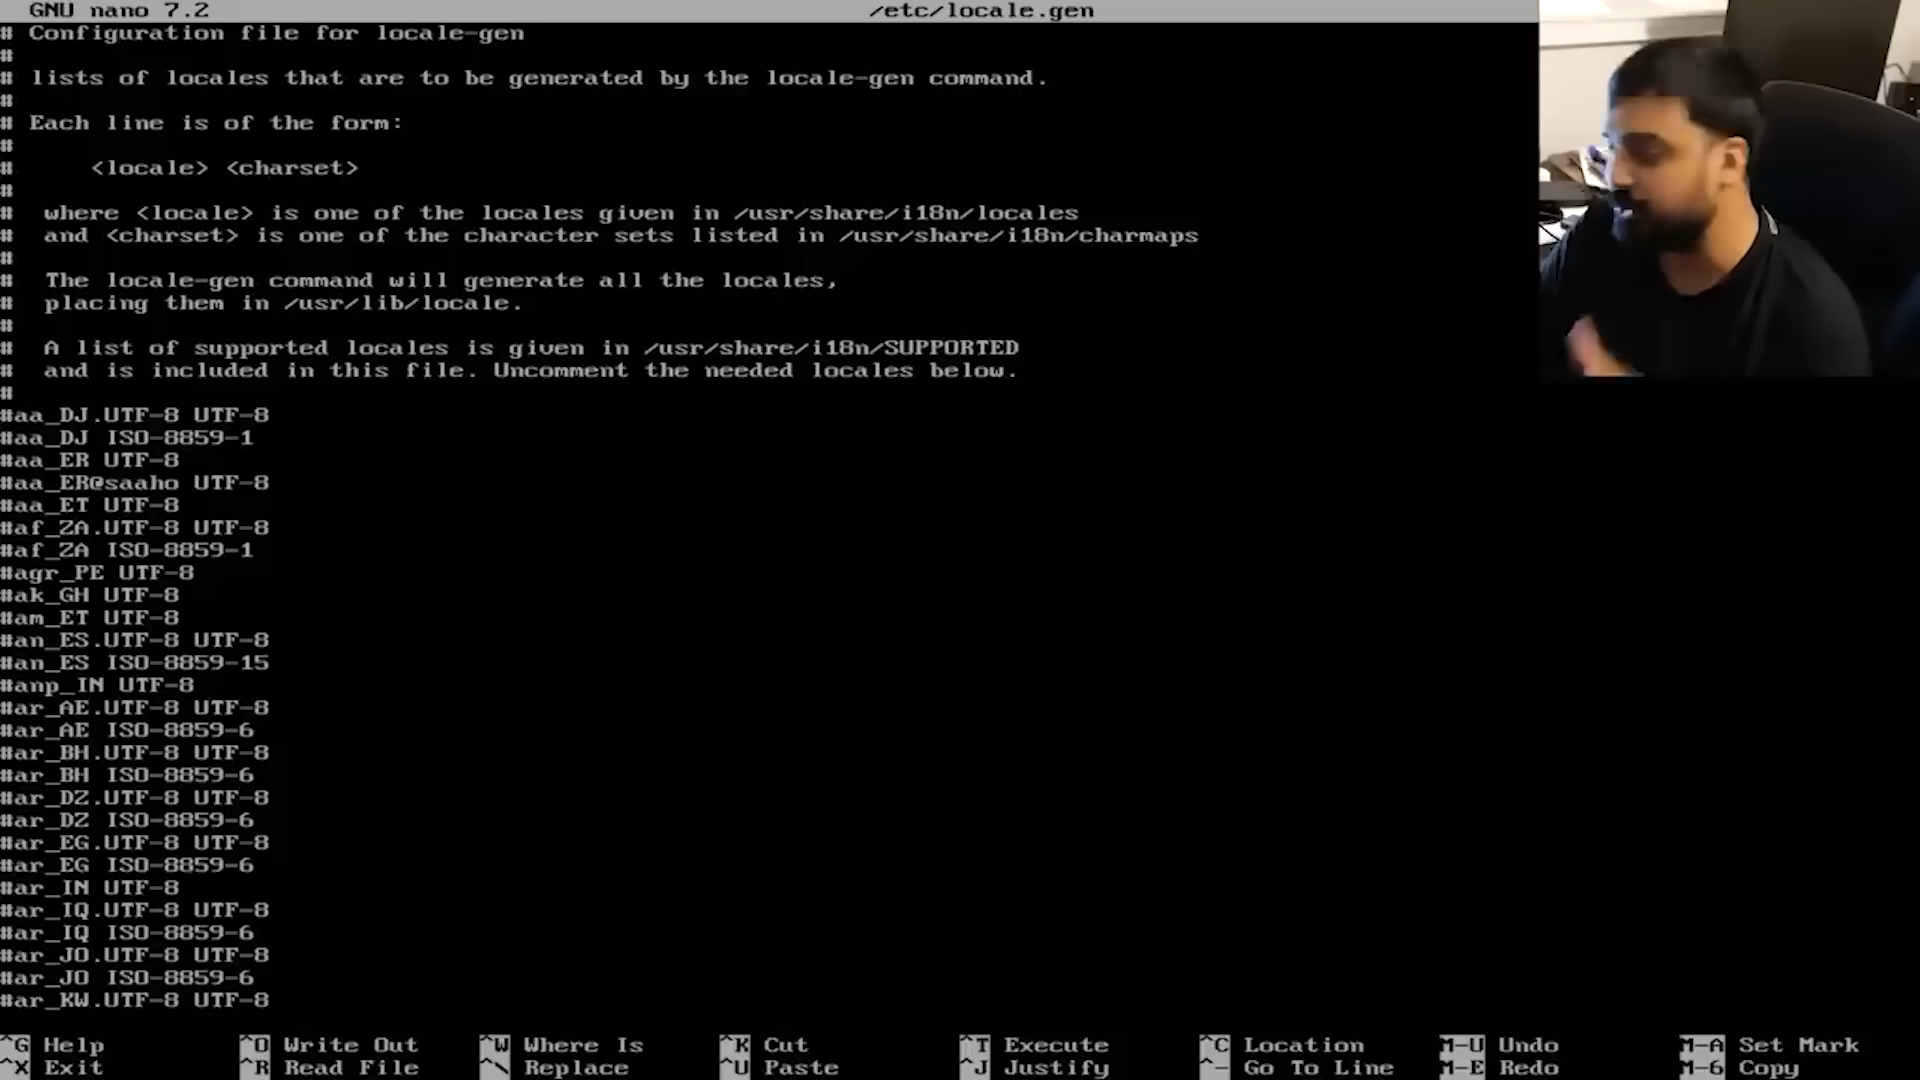 GNU nano 7.2 /etc/locale.gen
# Configuration file for locale-gen
#
# lists of locales that are to be generated by the locale-gen command.
#
# Each line is of the form:
#
# <locale> <charset>
#
# where <locale> is one of the locales given in /usr/share/i18n/locales
# and <charset> is one of the character sets listed in /usr/share/i18n/charmaps
#
# The locale-gen command will generate all the locales,
# placing them in /usr/lib/locale.
#
# A list of supported locales is given in /usr/share/i18n/SUPPORTED
# and is included in this file. Uncomment the needed locales below.
#
#aa_DJ.UTF-8 UTF-8
#aa_DJ ISO-8859-1
#aa_ER UTF-8
#aa_ER@saaho UTF-8
#aa_ET UTF-8
#af_ZA.UTF-8 UTF-8
#af_ZA ISO-8859-1
#agr_PE UTF-8
#ak_GH UTF-8
#am_ET UTF-8
#an_ES.UTF-8 UTF-8
#an_ES ISO-8859-15
#anp_IN UTF-8
#ar_AE.UTF-8 UTF-8
#ar_AE ISO-8859-6
#ar_BH.UTF-8 UTF-8
#ar_BH ISO-8859-6
#ar_DZ.UTF-8 UTF-8
#ar_DZ ISO-8859-6
#ar_EG.UTF-8 UTF-8
#ar_EG ISO-8859-6
#ar_IN UTF-8
#ar_IQ.UTF-8 UTF-8
#ar_IQ ISO-8859-6
#ar_JO.UTF-8 UTF-8
#ar_JO ISO-8859-6
#ar_KW.UTF-8 UTF-8
^G Help ^O Write Out ^W Where Is ^K Cut ^T Execute ^C Location M-U Undo M-A Set Mark
^X Exit ^R Read File ^\ Replace ^U Paste ^J Justify ^- Go To Line M-E Redo M-6 Copy